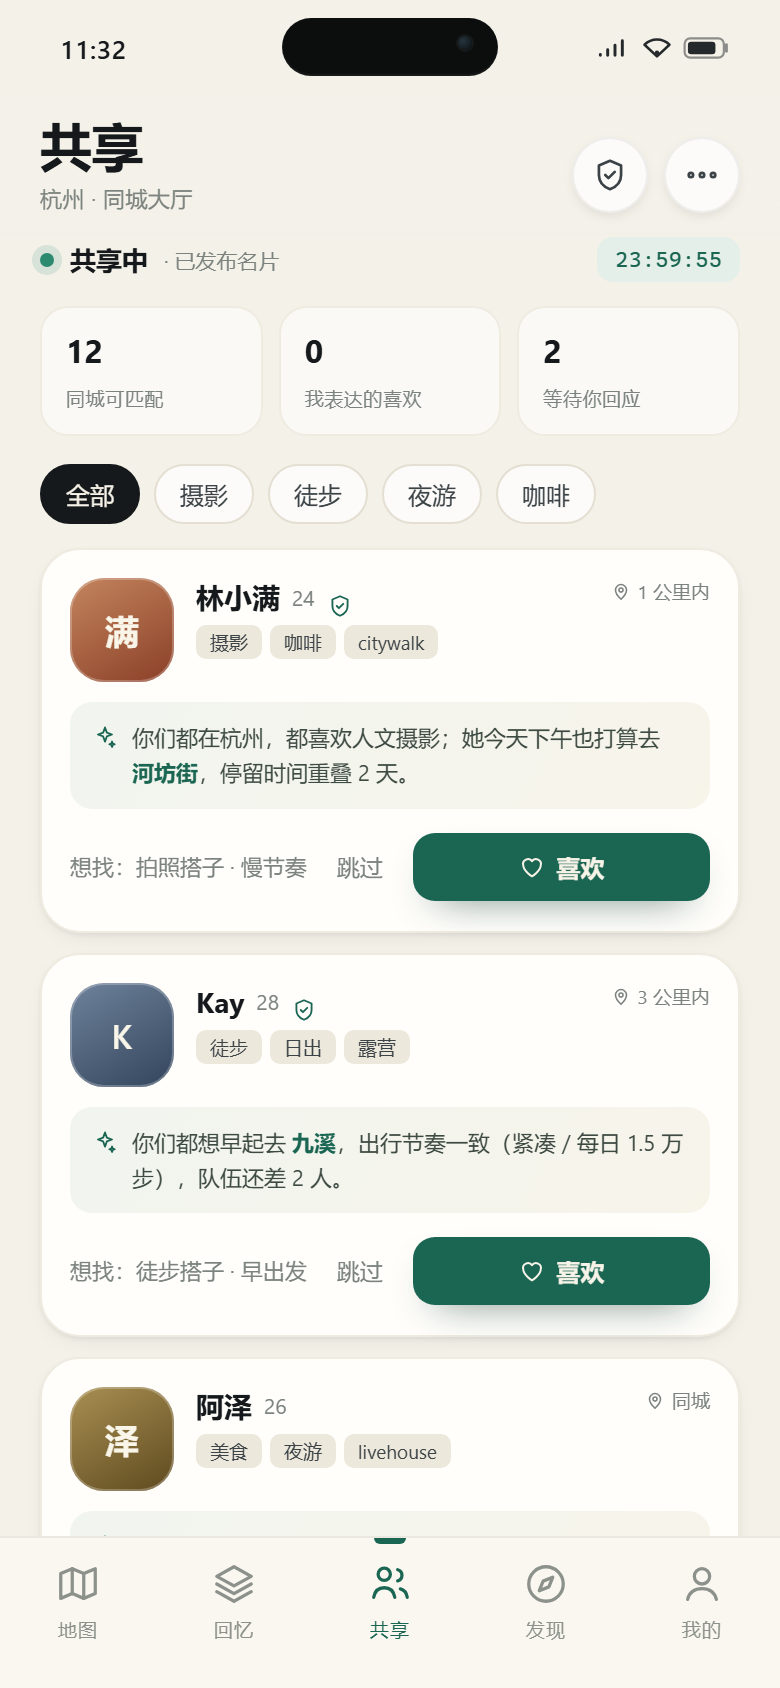 11:32
共享
杭州 · 同城大厅
共享中 · 已发布名片
23:59:55
12
同城可匹配
0
我表达的喜欢
2
等待你回应
全部
摄影
徒步
夜游
咖啡
满
林小满 24
1 公里内
摄影
咖啡
citywalk
你们都在杭州，都喜欢人文摄影；她今天下午也打算去
河坊街，停留时间重叠 2 天。
想找：拍照搭子 · 慢节奏
跳过
喜欢
K
Kay 28
3 公里内
徒步
日出
露营
你们都想早起去 九溪，出行节奏一致（紧凑 / 每日 1.5 万
步），队伍还差 2 人。
想找：徒步搭子 · 早出发
跳过
喜欢
泽
阿泽 26
同城
美食
夜游
livehouse
地图
回忆
共享
发现
我的